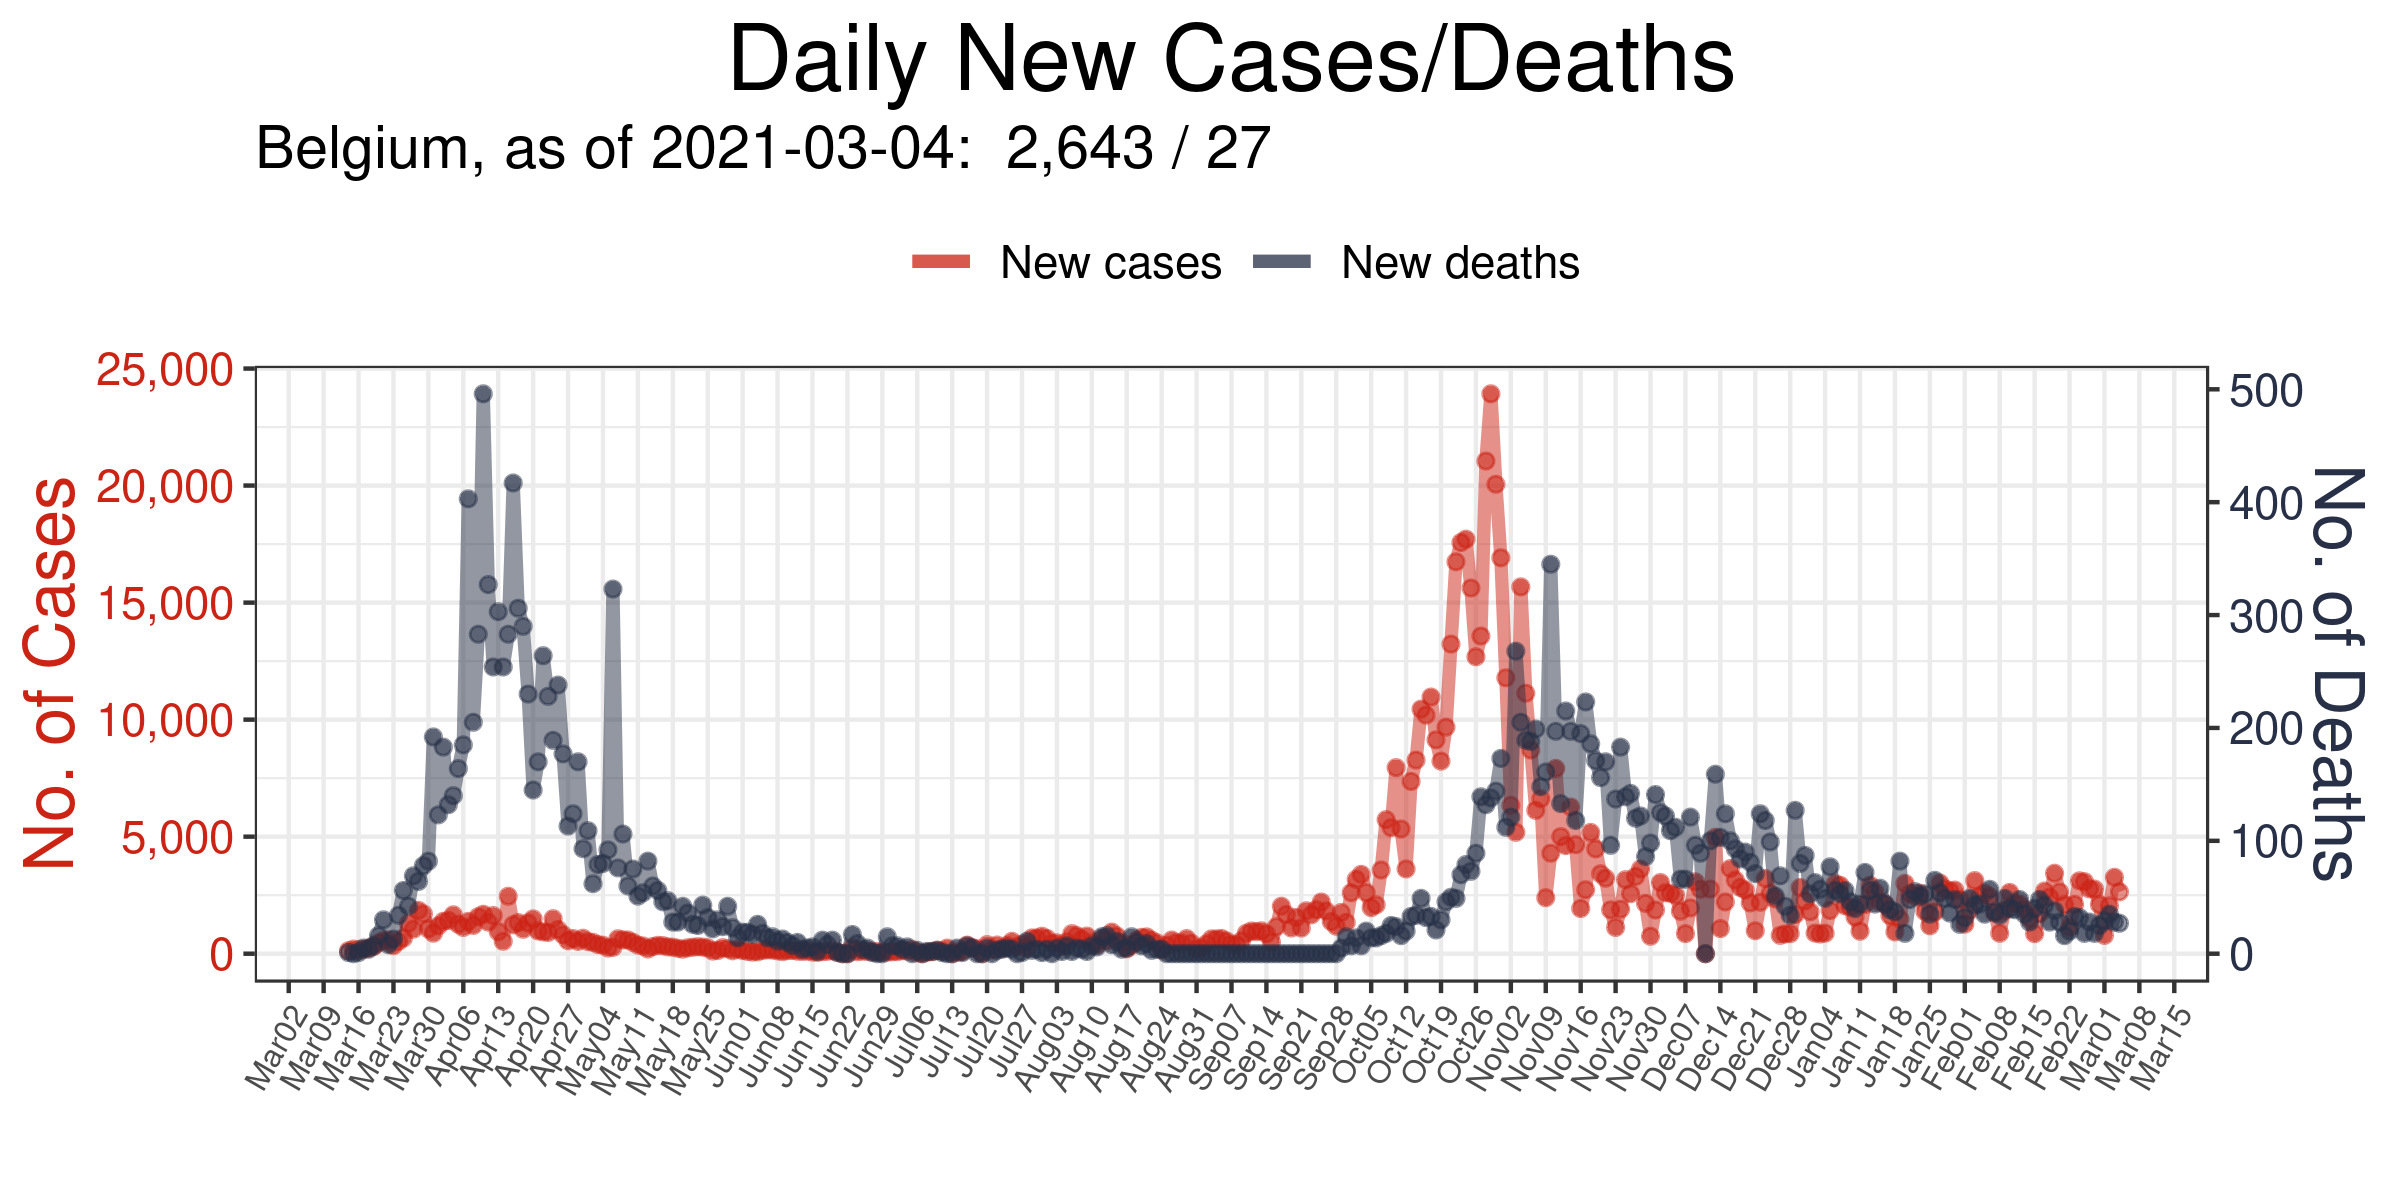 Daily New Cases/Deaths
Belgium, as of 2021-03-04:  2,643 / 27
New cases
New deaths
No. of Cases
25,000
20,000
15,000
10,000
5,000
0
500
400
300
200
100
0
No. of Deaths
Mar02
Mar09
Mar16
Mar23
Mar30
Apr06
Apr13
Apr20
Apr27
May04
May11
May18
May25
Jun01
Jun08
Jun15
Jun22
Jun29
Jul06
Jul13
Jul20
Jul27
Aug03
Aug10
Aug17
Aug24
Aug31
Sep07
Sep14
Sep21
Sep28
Oct05
Oct12
Oct19
Oct26
Nov02
Nov09
Nov16
Nov23
Nov30
Dec07
Dec14
Dec21
Dec28
Jan04
Jan11
Jan18
Jan25
Feb01
Feb08
Feb15
Feb22
Mar01
Mar08
Mar15